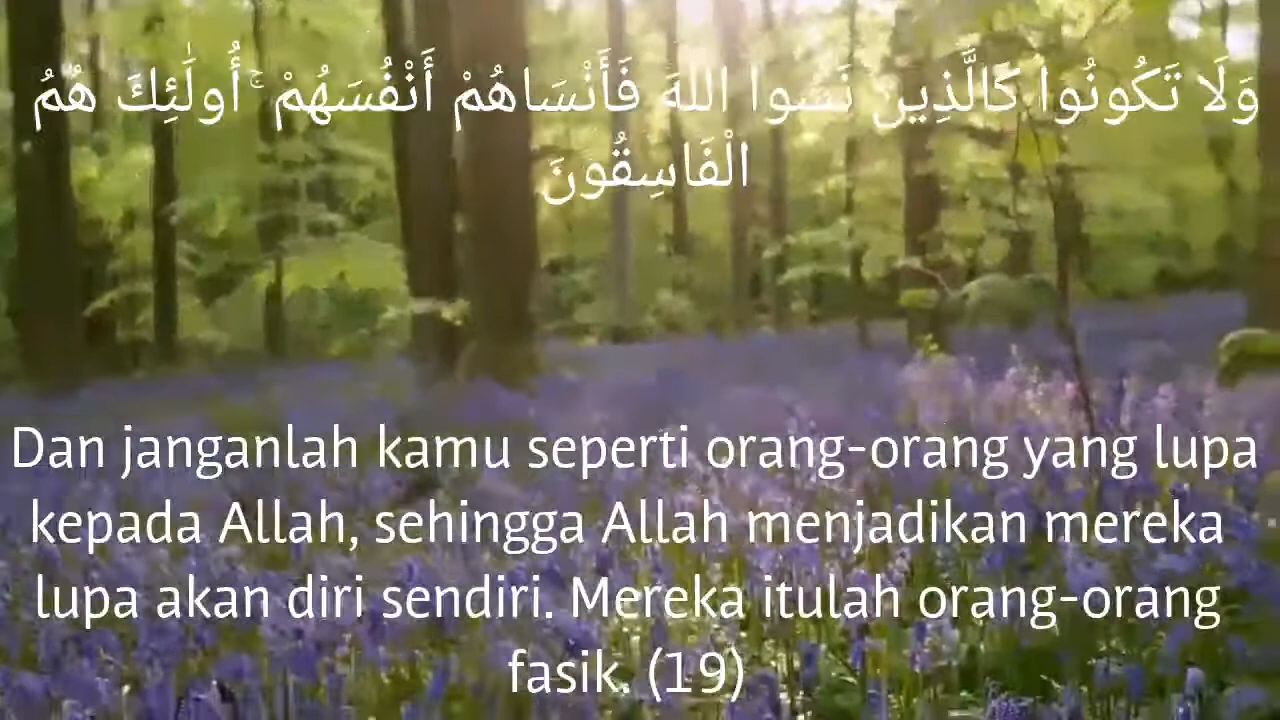 وَلَا تَكُونُوا كَالَّذِينَ نَسُوا اللهَ فَأَنْسَاهُمْ أَنْفُسَهُمْ ۚ أُولَٰئِكَ هُمُ
الْفَاسِقُونَ
Dan janganlah kamu seperti orang-orang yang lupa
kepada Allah, sehingga Allah menjadikan mereka
lupa akan diri sendiri. Mereka itulah orang-orang
fasik. (19)